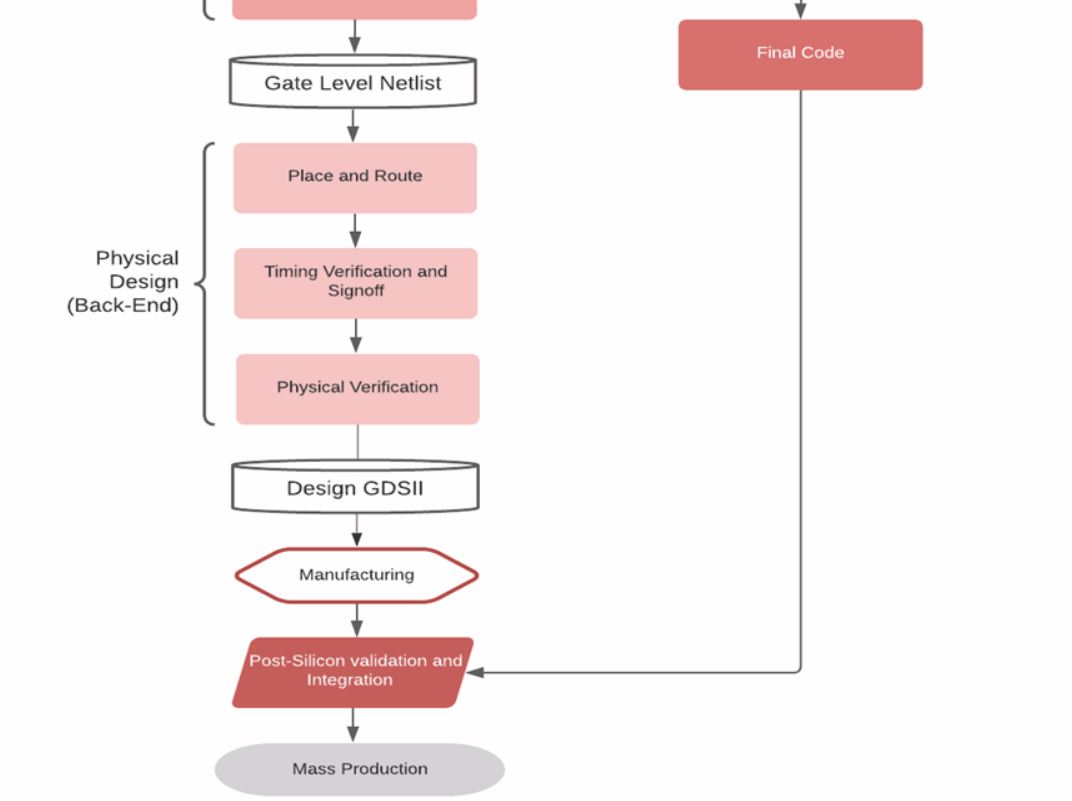 Final Code
Gate Level Netlist
Place and Route
Physical
Design
(Back-End)
Timing Verification and
Signoff
Physical Verification
Design GDSII
Manufacturing
Post-Silicon validation and
Integration
Mass Production